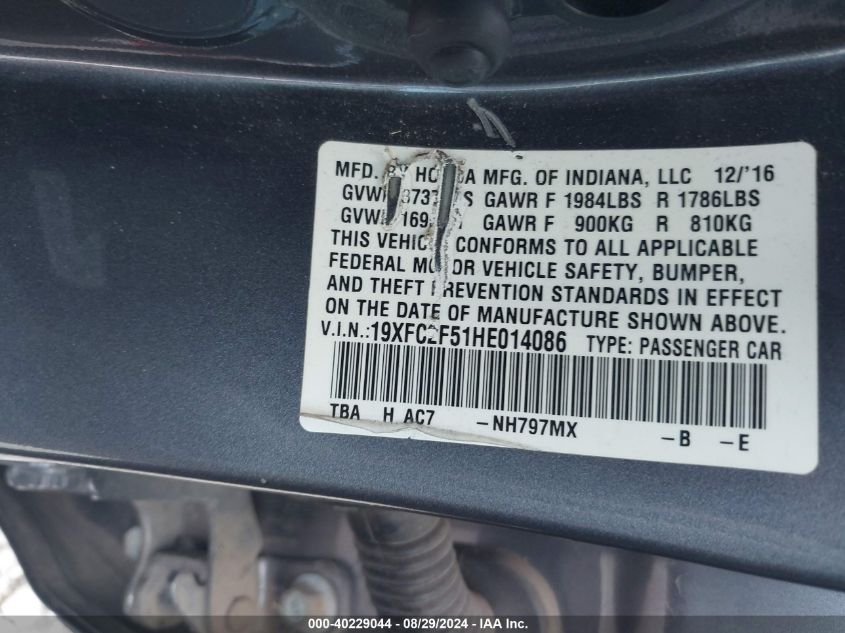 MFD. BY HONDA MFG. OF INDIANA, LLC 12/'16
GAWR F 1984LBS R 1786LBS
GAWR F 900KG R 810KG
THIS VEHICLE CONFORMS TO ALL APPLICABLE
FEDERAL MOTOR VEHICLE SAFETY, BUMPER,
AND THEFT PREVENTION STANDARDS IN EFFECT
ON THE DATE OF MANUFACTURE SHOWN ABOVE.
V.I.N.:19XFC2F51HE014086 TYPE: PASSENGER CAR
TBA H AC7 -NH797MX -B -E
000-40229044 - 08/29/2024 - IAAI Inc.